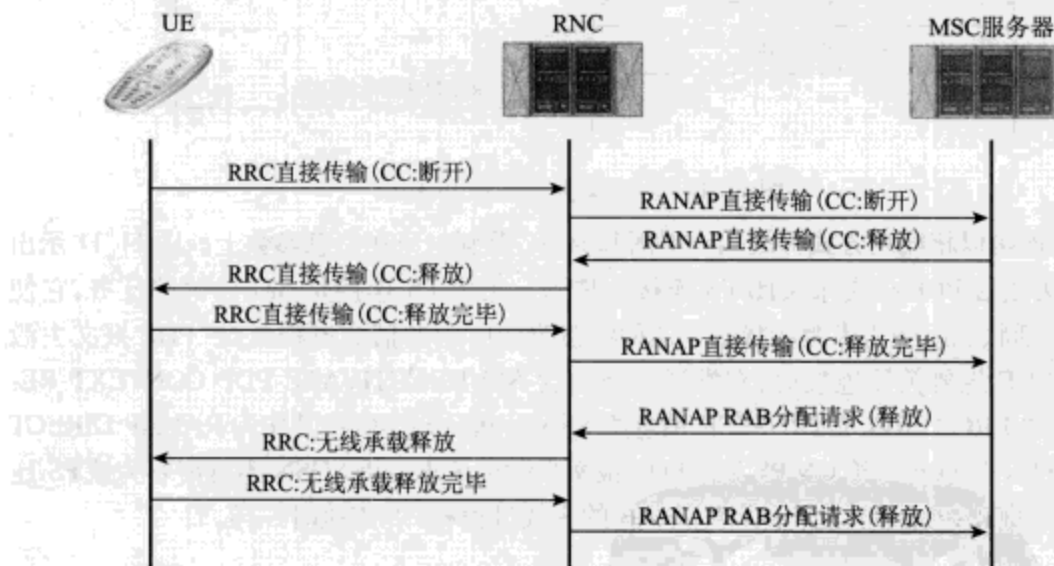 UE
RNC
MSC服务器
RRC直接传输(CC:断开)
RANAP直接传输(CC:断开)
RANAP直接传输(CC:释放)
RRC直接传输(CC:释放)
RRC直接传输(CC:释放完毕)
RANAP直接传输(CC:释放完毕)
RANAP RAB分配请求(释放)
RRC:无线承载释放
RRC:无线承载释放完毕
RANAP RAB分配请求(释放)